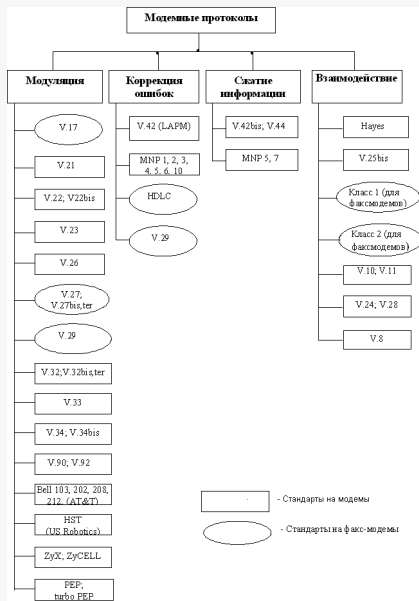 Модемные протоколы
Модуляция
V.17
V.21
V.22; V22bis
V.23
V.26
V.27;
V.27bis,ter
V.29
V.32;V.32bis,ter
V.33
V.34; V.34bis
V.90; V.92
Bell 103, 202, 208,
212, (AT&T)
HST
(US Robotics)
ZyX; ZyCELL
PEP;
turbo PEP
Коррекция
ошибок
V.42 (LAPM)
MNP 1, 2, 3,
4, 5, 6, 10
HDLC
V.29
Сжатие
информации
V.42bis; V.44
MNP 5, 7
Взаимодействие
Hayes
V.25bis
Класс 1 (для
факсмодемов)
Класс 2 (для
факсмодемов)
V.10; V.11
V.24; V.28
V.8
- Стандарты на модемы
- Стандарты на факс-модемы